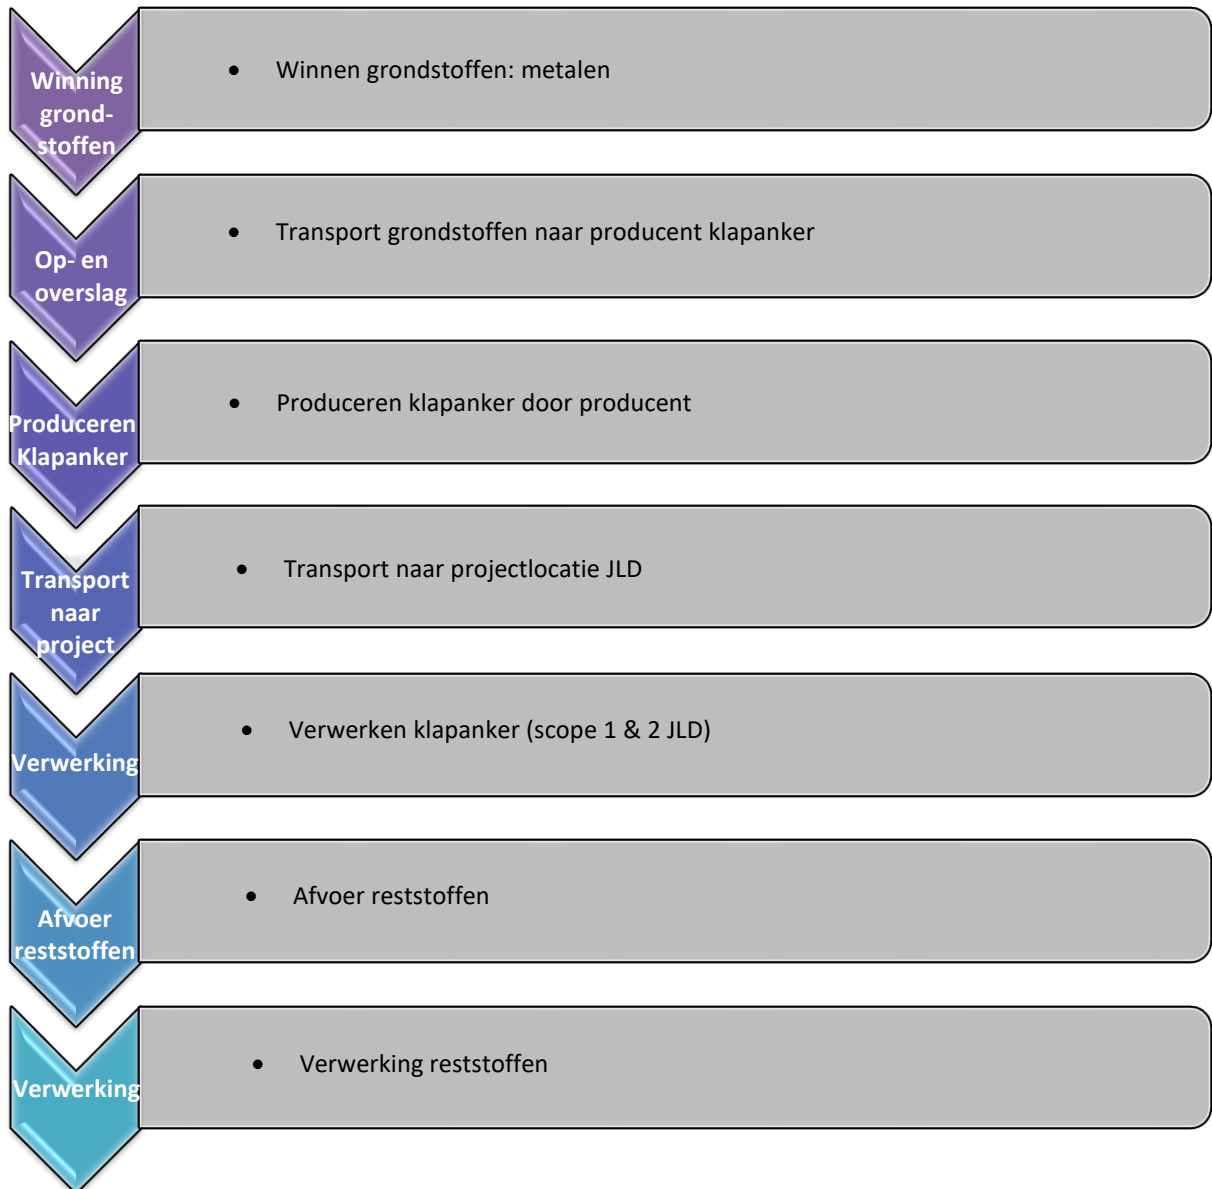 Winning
grond-
stoffen
• Winnen grondstoffen: metalen
Op- en
overslag
• Transport grondstoffen naar producent klapanker
Produceren
Klapanker
• Produceren klapanker door producent
Transport
naar
project
• Transport naar projectlocatie JLD
Verwerking
• Verwerken klapanker (scope 1 & 2 JLD)
Afvoer
reststoffen
• Afvoer reststoffen
Verwerking
• Verwerking reststoffen